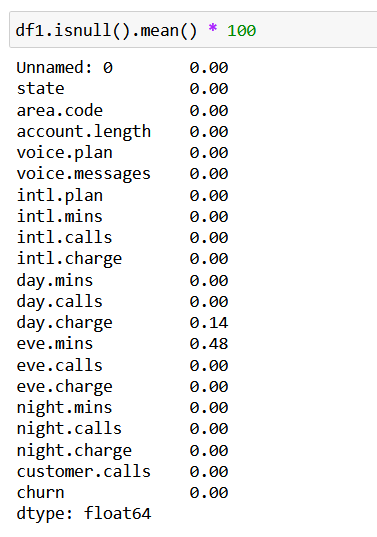 df1.isnull().mean() * 100
Unnamed: 0 0.00
state 0.00
area.code 0.00
account.length 0.00
voice.plan 0.00
voice.messages 0.00
intl.plan 0.00
intl.mins 0.00
intl.calls 0.00
intl.charge 0.00
day.mins 0.00
day.calls 0.00
day.charge 0.14
eve.mins 0.48
eve.calls 0.00
eve.charge 0.00
night.mins 0.00
night.calls 0.00
night.charge 0.00
customer.calls 0.00
churn 0.00
dtype: float64